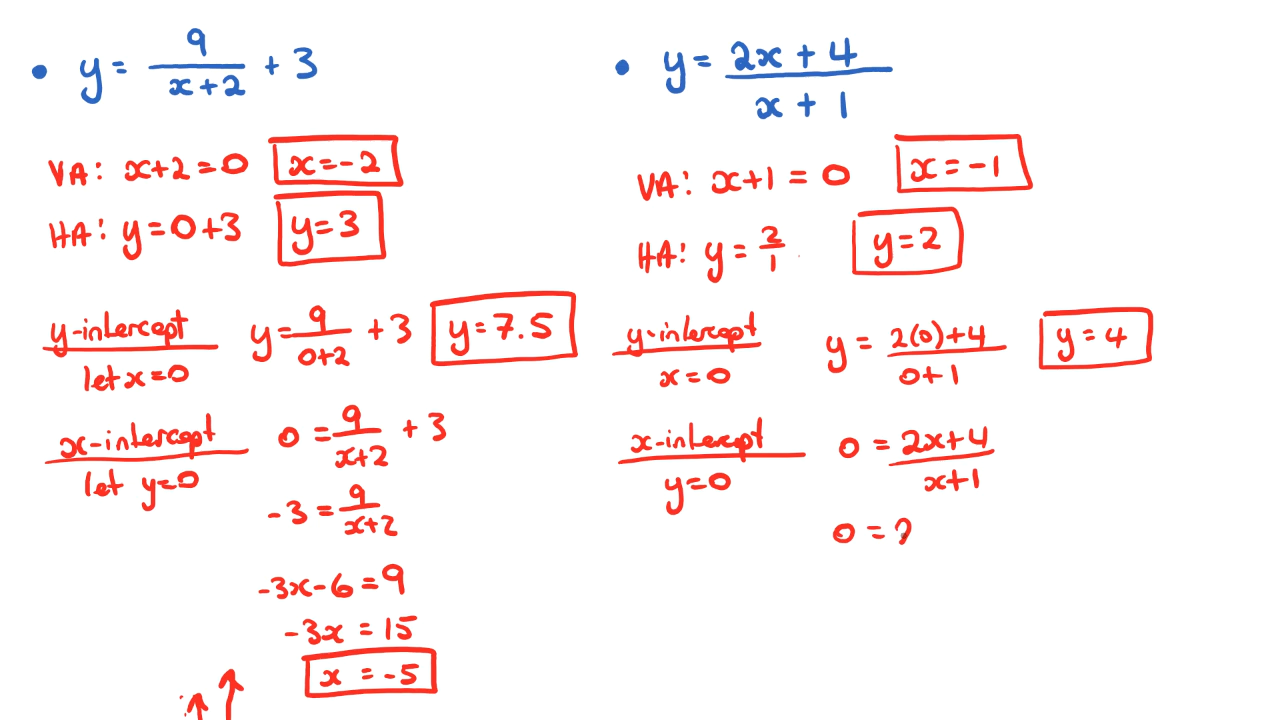 • y = 9/(x+2) + 3
VA: x+2=0 x=-2
HA: y=0+3 y=3
y-intercept y=9/(0+2) +3 y=7.5
let x=0
x-intercept 0=9/(x+2) +3
let y=0
-3=9/(x+2)
-3x-6=9
-3x=15
x=-5
• y=(2x+4)/(x+1)
VA: x+1=0 x=-1
HA: y=2/1 y=2
y-intercept y=(2(0)+4)/(0+1) y=4
x=0
x-intercept 0=(2x+4)/(x+1)
y=0
0=2